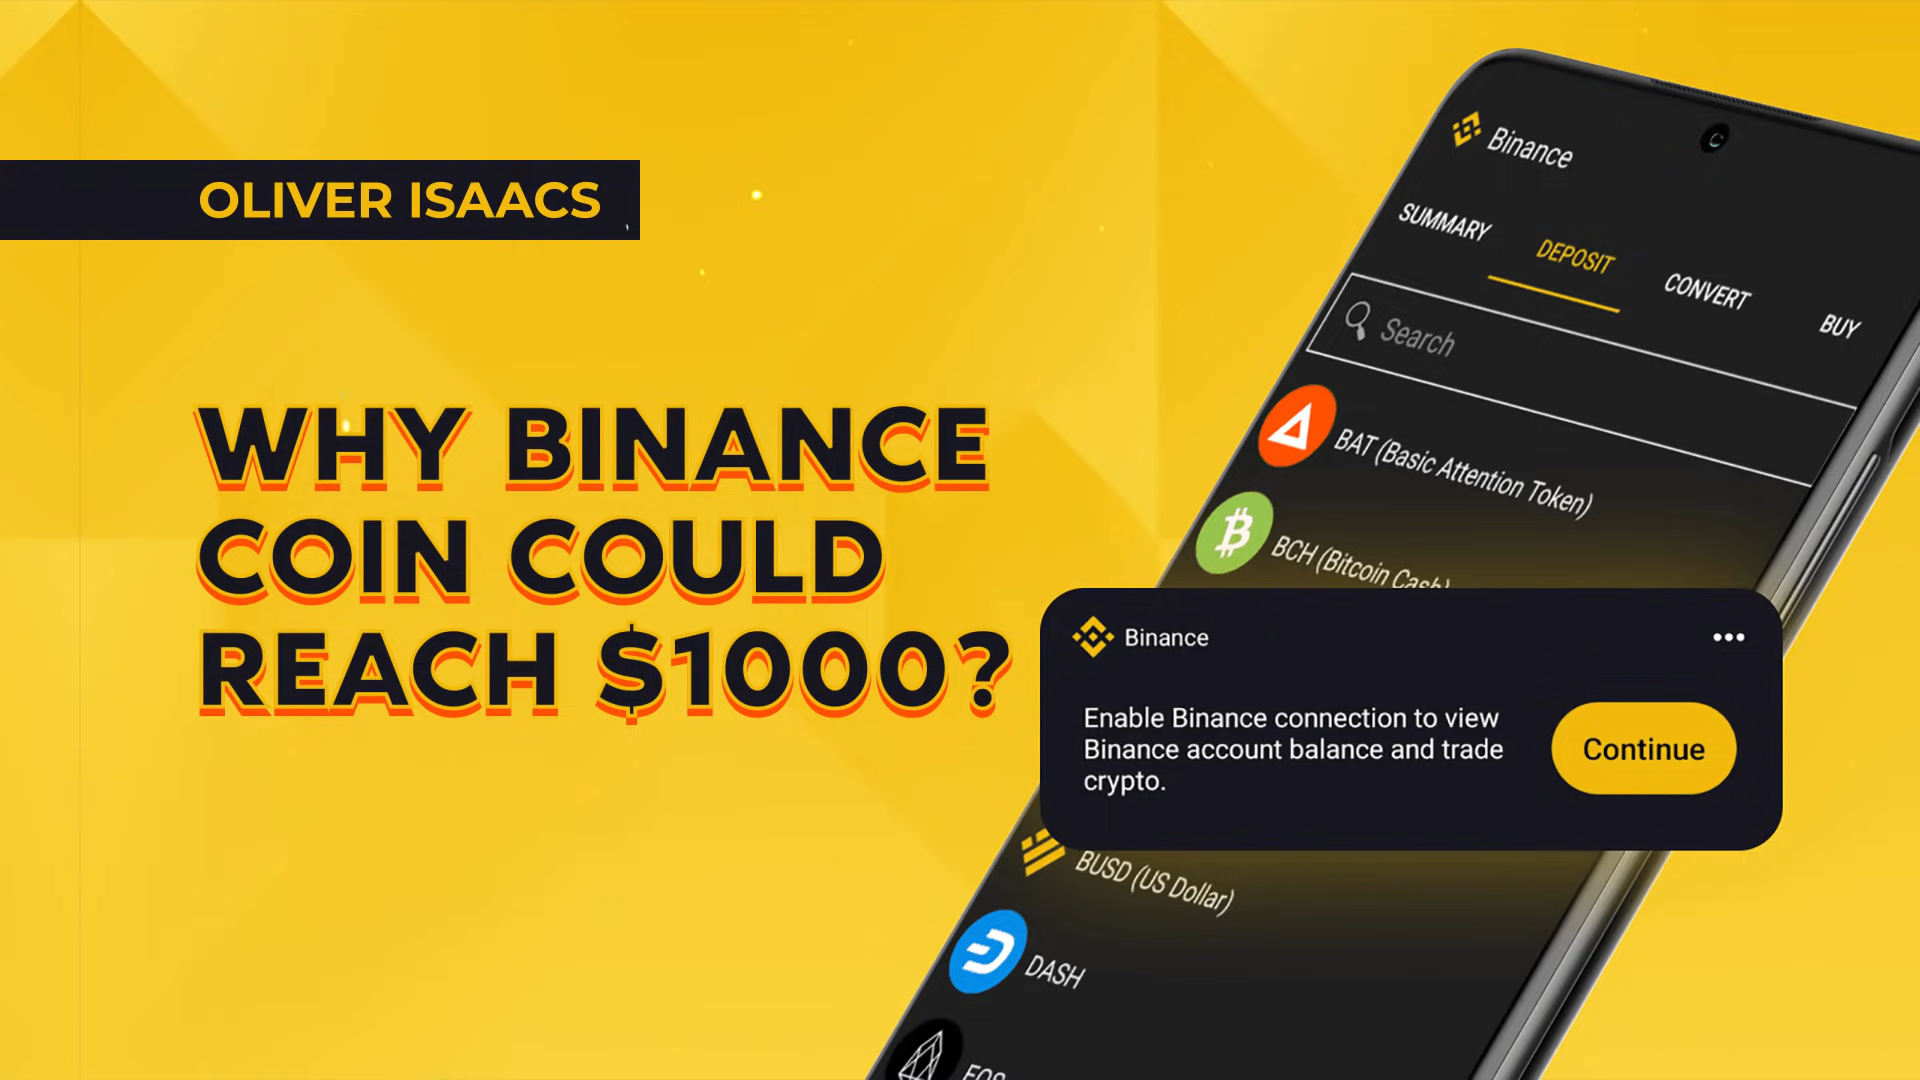 OLIVER ISAACS
WHY BINANCE
COIN COULD
REACH $1000?
Binance
SUMMARY
DEPOSIT
CONVERT
BUY
Search
BAT (Basic Attention Token)
BCH (Bitcoin Cash)
Binance
Enable Binance connection to view
Binance account balance and trade
crypto.
Continue
BUSD (US Dollar)
DASH
EOS